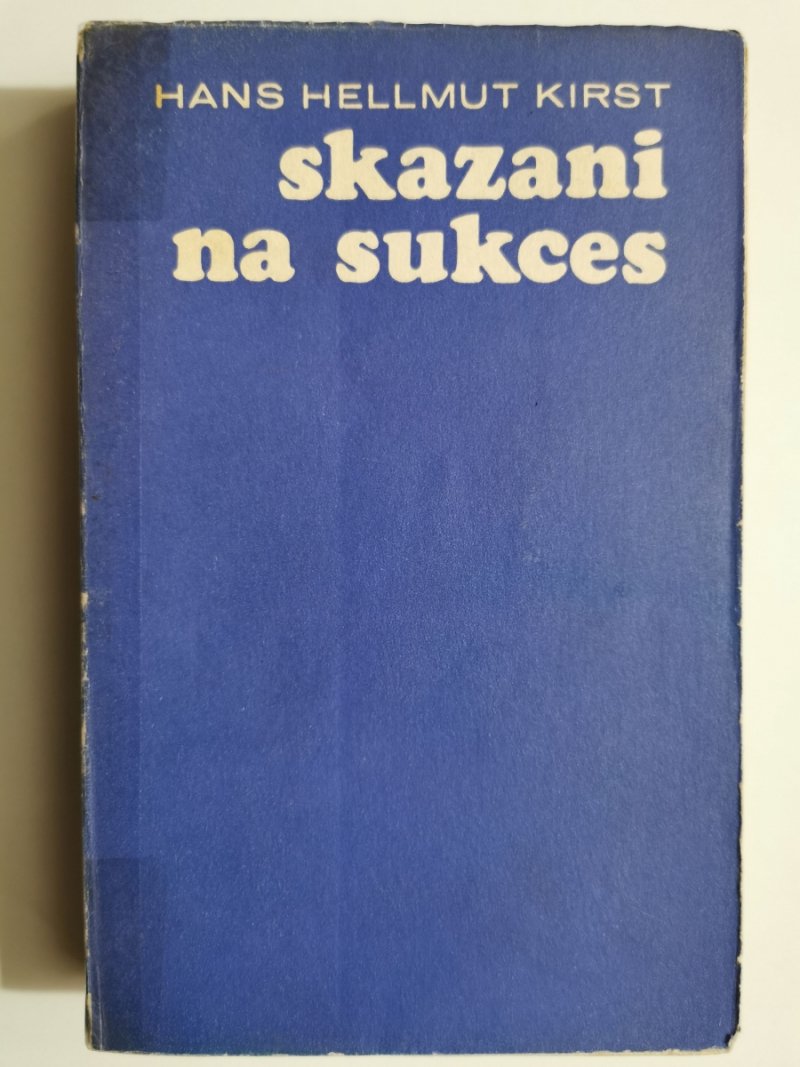 HANS HELLMUT KIRST
skazani
na sukces